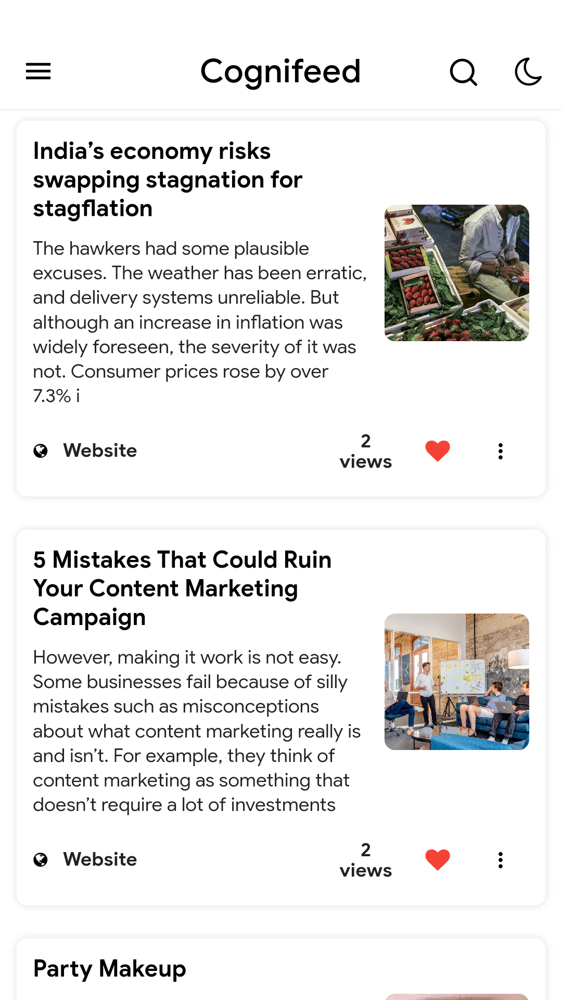 Cognifeed
India’s economy risks
swapping stagnation for
stagflation
The hawkers had some plausible
excuses. The weather has been erratic,
and delivery systems unreliable. But
although an increase in inflation was
widely foreseen, the severity of it was
not. Consumer prices rose by over
7.3% i
Website
2
views
5 Mistakes That Could Ruin
Your Content Marketing
Campaign
However, making it work is not easy.
Some businesses fail because of silly
mistakes such as misconceptions
about what content marketing really is
and isn’t. For example, they think of
content marketing as something that
doesn’t require a lot of investments
Website
2
views
Party Makeup